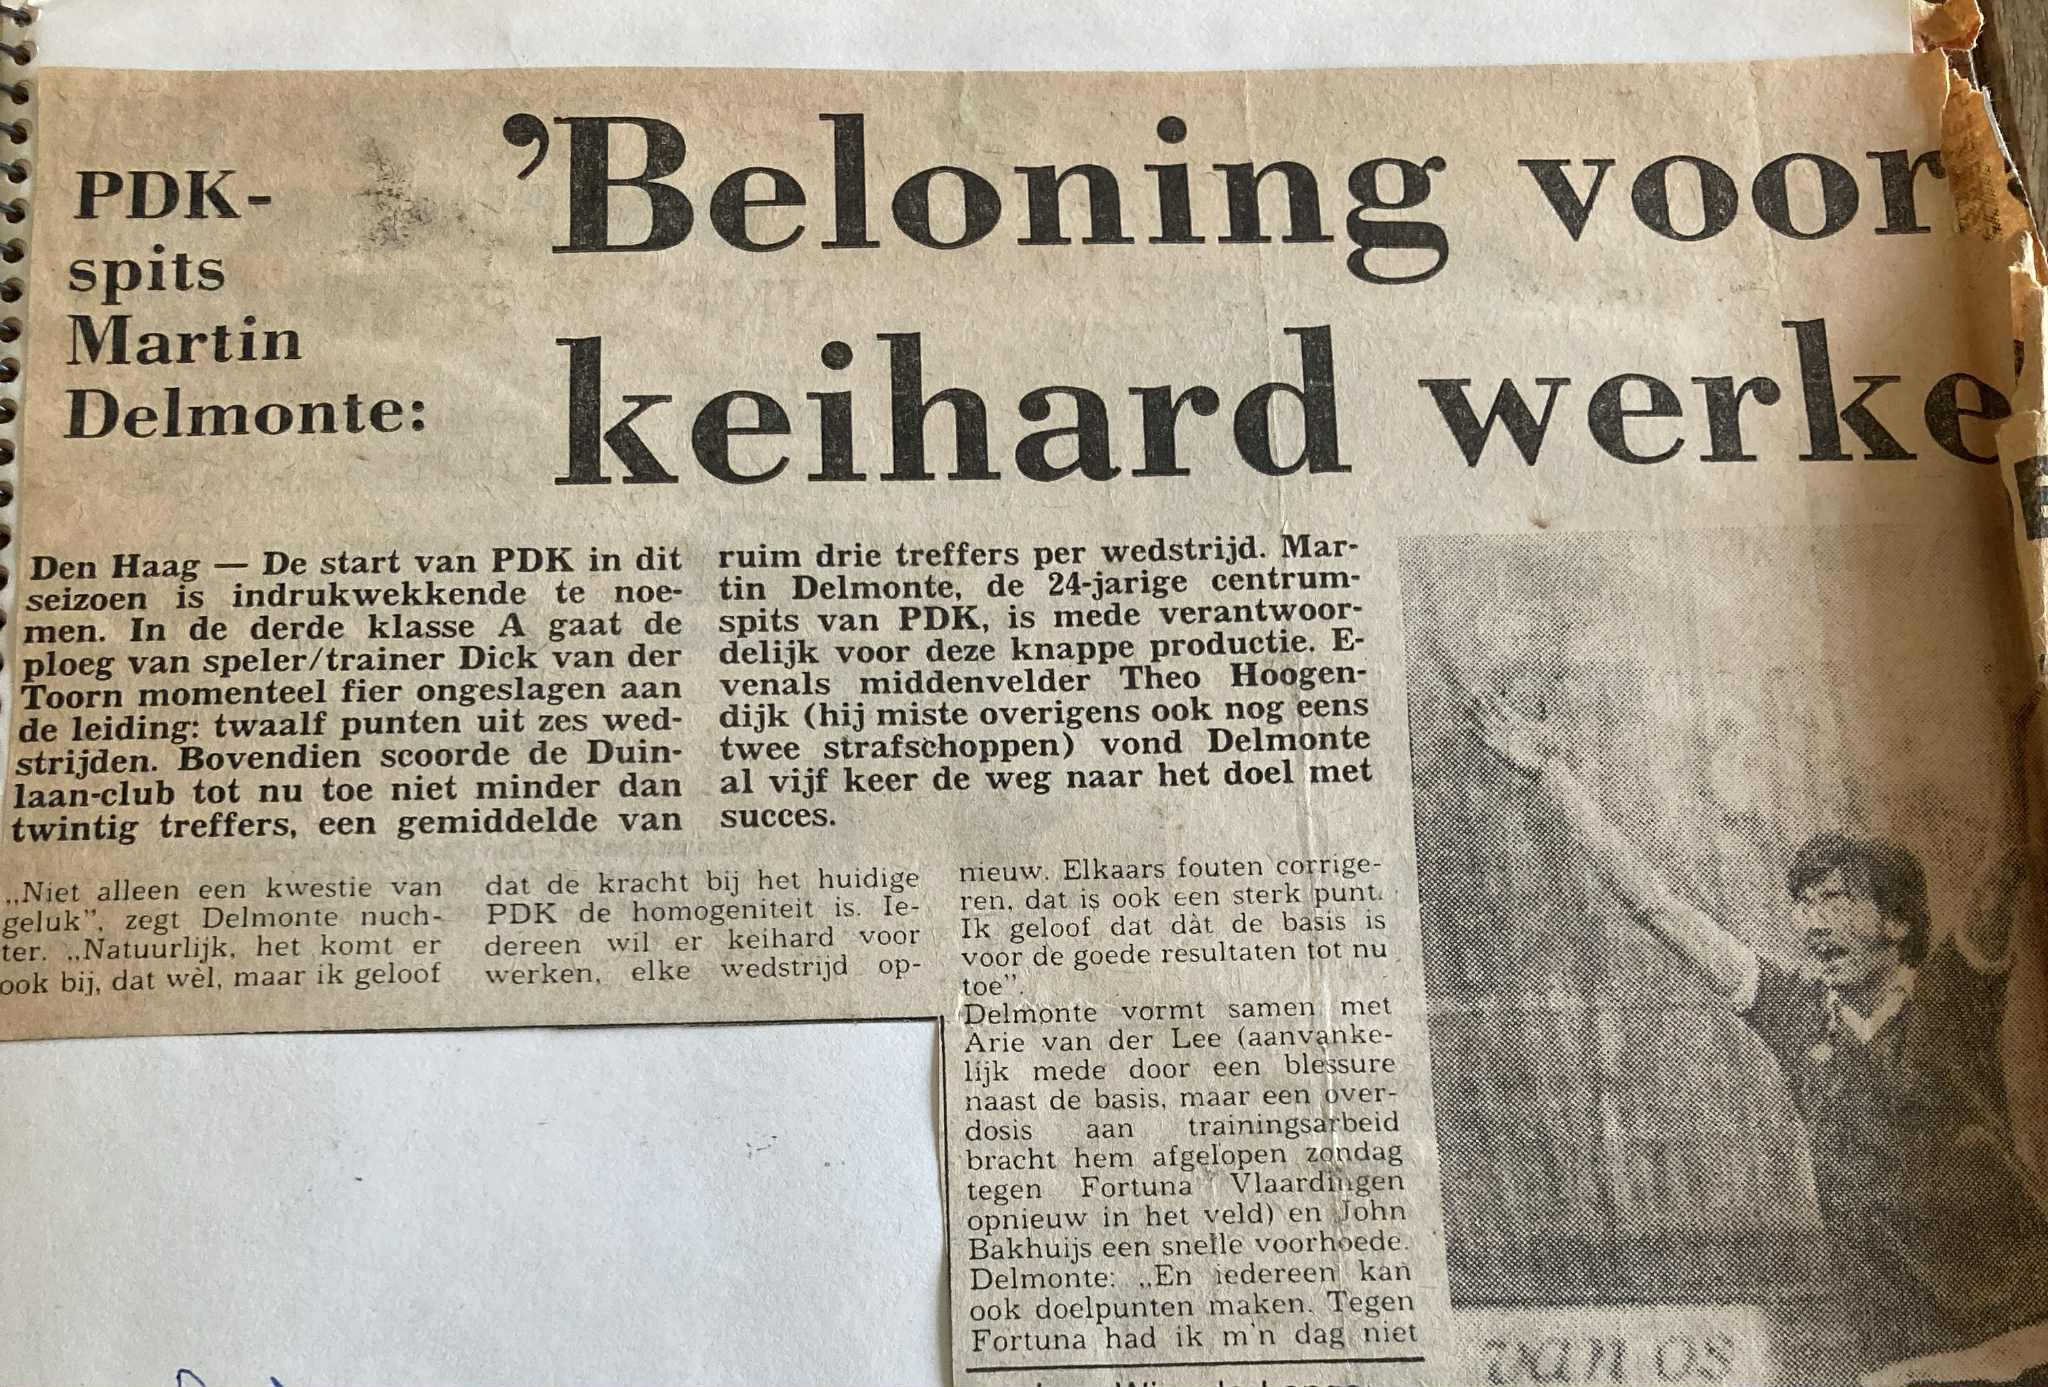 PDK-
spits
Martin
Delmonte:
’Beloning voor
keihard werke
Den Haag — De start van PDK in dit
seizoen is indrukwekkende te noe-
men. In de derde klasse A gaat de
ploeg van speler/trainer Dick van der
Toorn momenteel fier ongeslagen aan
de leiding: twaalf punten uit zes wed-
strijden. Bovendien scoorde de Duin-
laan-club tot nu toe niet minder dan
twintig treffers, een gemiddelde van
ruim drie treffers per wedstrijd. Mar-
tin Delmonte, de 24-jarige centrum-
spits van PDK, is mede verantwoor-
delijk voor deze knappe productie. E-
venals middenvelder Theo Hoogen-
dijk (hij miste overigens ook nog eens
twee strafschoppen) vond Delmonte
al vijf keer de weg naar het doel met
succes.
„Niet alleen een kwestie van
geluk”, zegt Delmonte nuch-
ter. „Natuurlijk, het komt er
ook bij, dat wèl, maar ik geloof
dat de kracht bij het huidige
PDK de homogeniteit is. Ie-
dereen wil er keihard voor
werken, elke wedstrijd op-
nieuw. Elkaars fouten corrige-
ren, dat is ook een sterk punt.
Ik geloof dat dàt de basis is
voor de goede resultaten tot nu
toe”.
Delmonte vormt samen met
Arie van der Lee (aanvanke-
lijk mede door een blessure
naast de basis, maar een over-
dosis aan trainingsarbeid
bracht hem afgelopen zondag
tegen Fortuna Vlaardingen
opnieuw in het veld) en John
Bakhuijs een snelle voorhoede.
Delmonte: „En iedereen kan
ook doelpunten maken. Tegen
Fortuna had ik m'n dag niet
van os